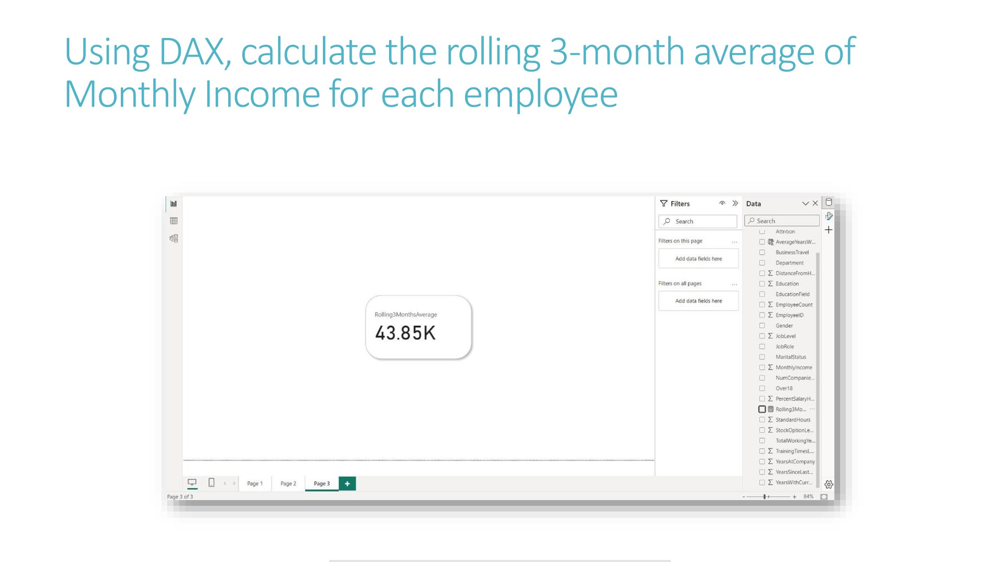 Using DAX, calculate the rolling 3-month average of
Monthly Income for each employee
Filters
Search
Filters on this page
...
Add data fields here
Filters on all pages
...
Add data fields here
Data
Search
Attrition
AverageYearsW...
BusinessTravel
Department
DistanceFromH...
Education
EducationField
EmployeeCount
EmployeeID
Gender
JobLevel
JobRole
MaritalStatus
MonthlyIncome
NumCompanie...
Over18
PercentSalaryH...
Rolling3Mo... ...
StandardHours
StockOptionLe...
TotalWorkingYe...
TrainingTimesL...
YearsAtCompany
YearsSinceLast...
YearsWithCurr...
Rolling3MonthsAverage
43.85K
Page 1
Page 2
Page 3
+
Page 3 of 3
- + 84%